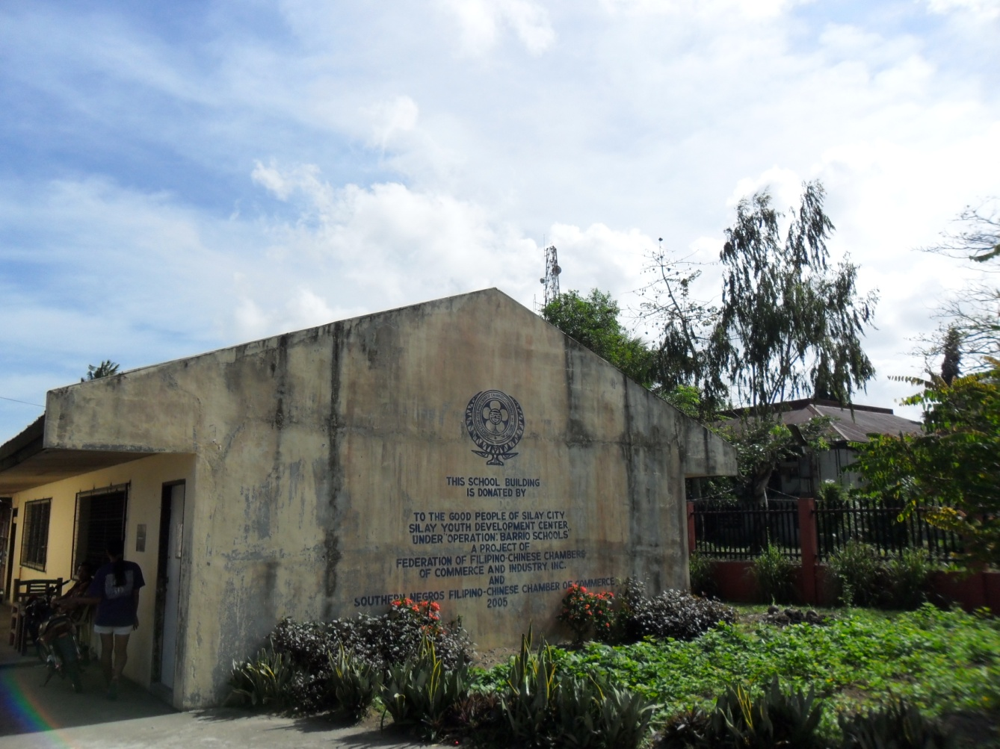 THIS SCHOOL BUILDING
IS DONATED BY
TO THE GOOD PEOPLE OF SILAY CITY
SILAY YOUTH DEVELOPMENT CENTER,
UNDER "OPERATION: BARRIO SCHOOLS"
A PROJECT OF
FEDERATION OF FILIPINO-CHINESE CHAMBERS
OF COMMERCE AND INDUSTRY, INC.
AND
SOUTHERN NEGROS FILIPINO-CHINESE CHAMBER OF COMMERCE
2005